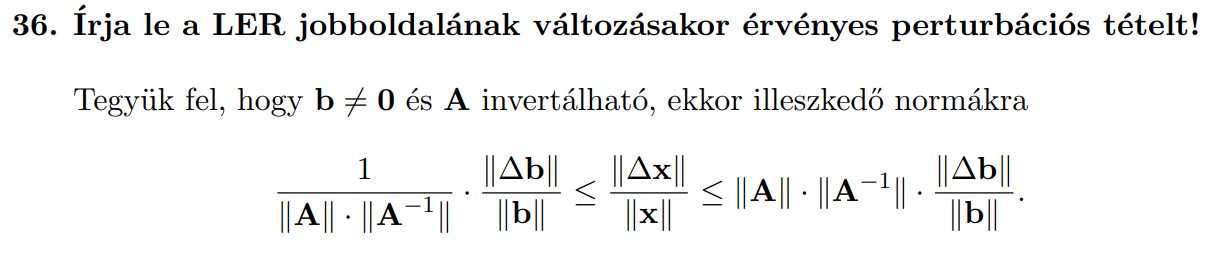 36. Írja le a LER jobboldalának változásakor érvényes perturbációs tételt!
Tegyük fel, hogy b ≠ 0 és A invertálható, ekkor illeszkedő normákra
1/(‖A‖ · ‖A⁻¹‖) · ‖Δb‖/‖b‖ ≤ ‖Δx‖/‖x‖ ≤ ‖A‖ · ‖A⁻¹‖ · ‖Δb‖/‖b‖.